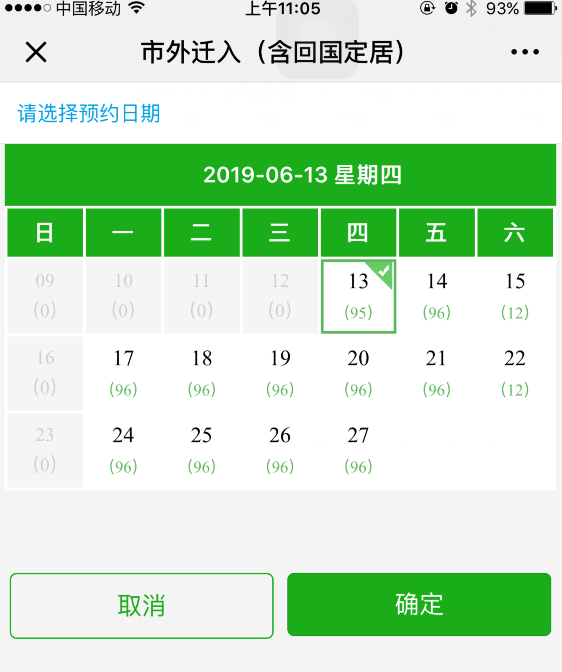 中国移动 上午11:05 93%
市外迁入（含回国定居）
请选择预约日期
2019-06-13 星期四
日 一 二 三 四 五 六
09 10 11 12 13 14 15
(0) (0) (0) (0) (95) (96) (12)
16 17 18 19 20 21 22
(0) (96) (96) (96) (96) (96) (12)
23 24 25 26 27
(0) (96) (96) (96) (96)
取消 确定